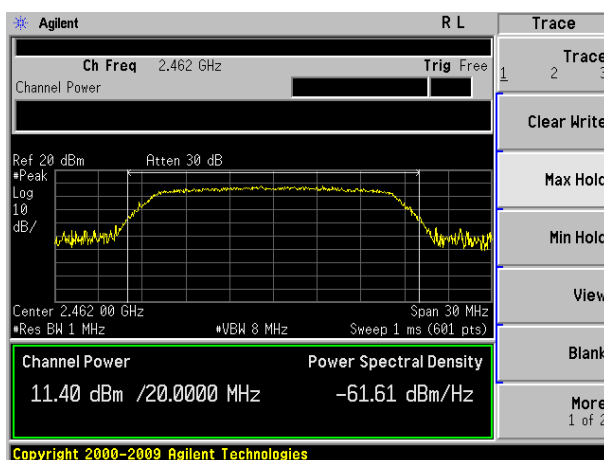 Agilent R L Trace
Ch Freq 2.462 GHz Trig Free
Channel Power
Trace
1 2 3
Clear Write
Max Hold
Min Hold
View
Blank
More
1 of 2
Ref 20 dBm Atten 30 dB
#Peak
Log
10
dB/
Center 2.462 00 GHz Span 30 MHz
#Res BW 1 MHz #VBW 8 MHz Sweep 1 ms (601 pts)
Channel Power Power Spectral Density
11.40 dBm /20.0000 MHz -61.61 dBm/Hz
Copyright 2000-2009 Agilent Technologies